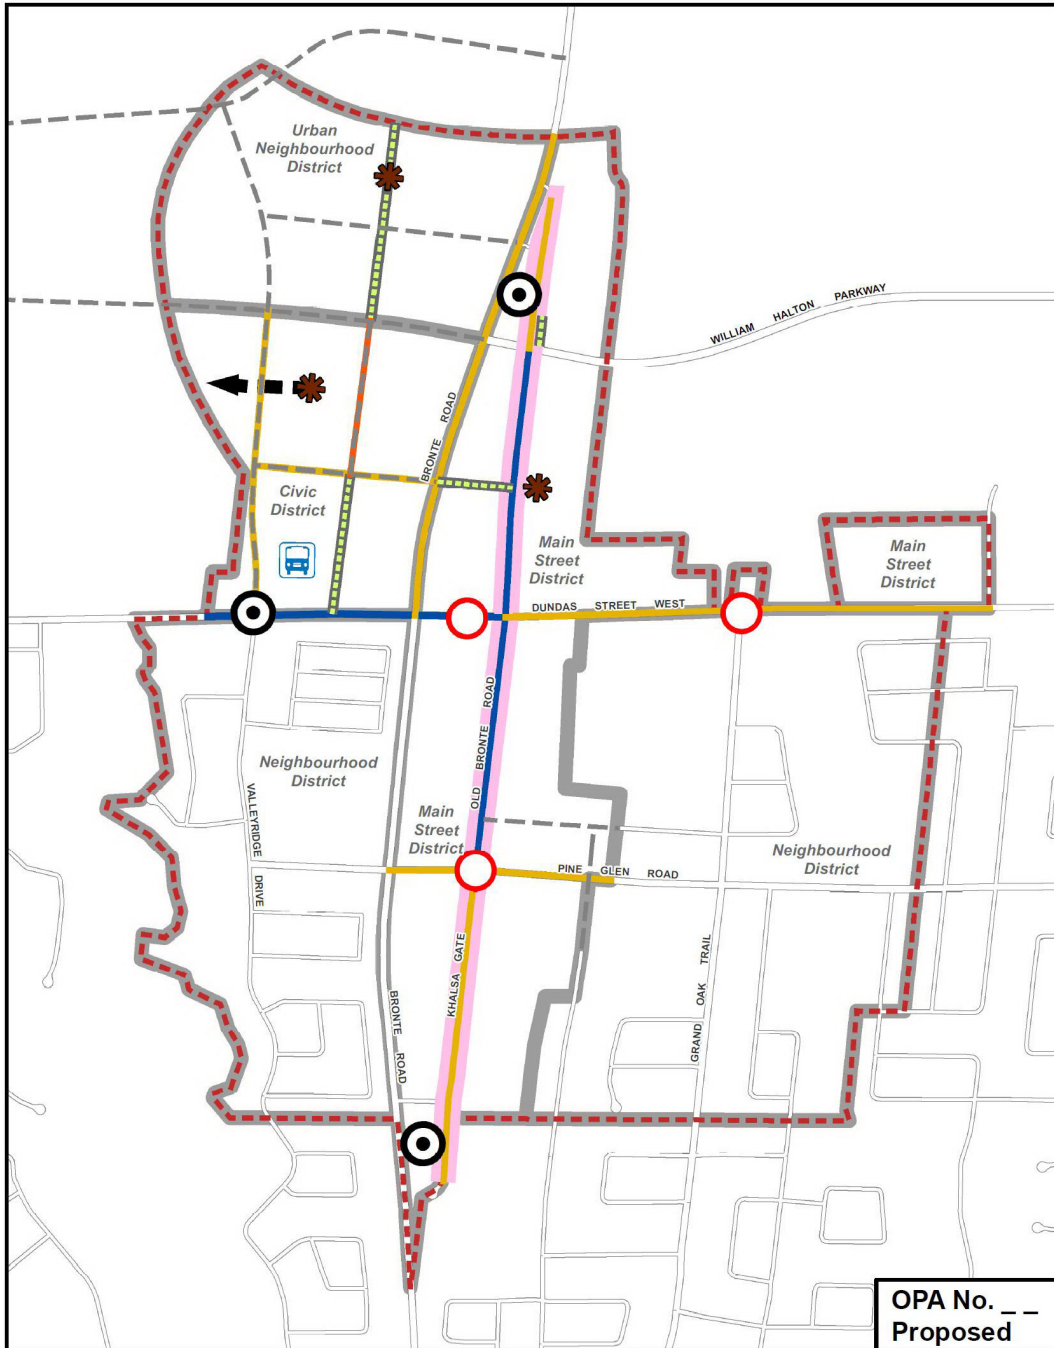 Urban
Neighbourhood
District
WILLIAM HALTON PARKWAY
BRONTE ROAD
Civic
District
Main
Street
District
Main
Street
District
DUNDAS STREET WEST
OLD BRONTE ROAD
Neighbourhood
District
VALLEYRIDGE DRIVE
Main
Street
District
PINE GLEN ROAD
Neighbourhood
District
KHALSA GATE
GRAND OAK TRAIL
BRONTE ROAD
OPA No. _ _
Proposed